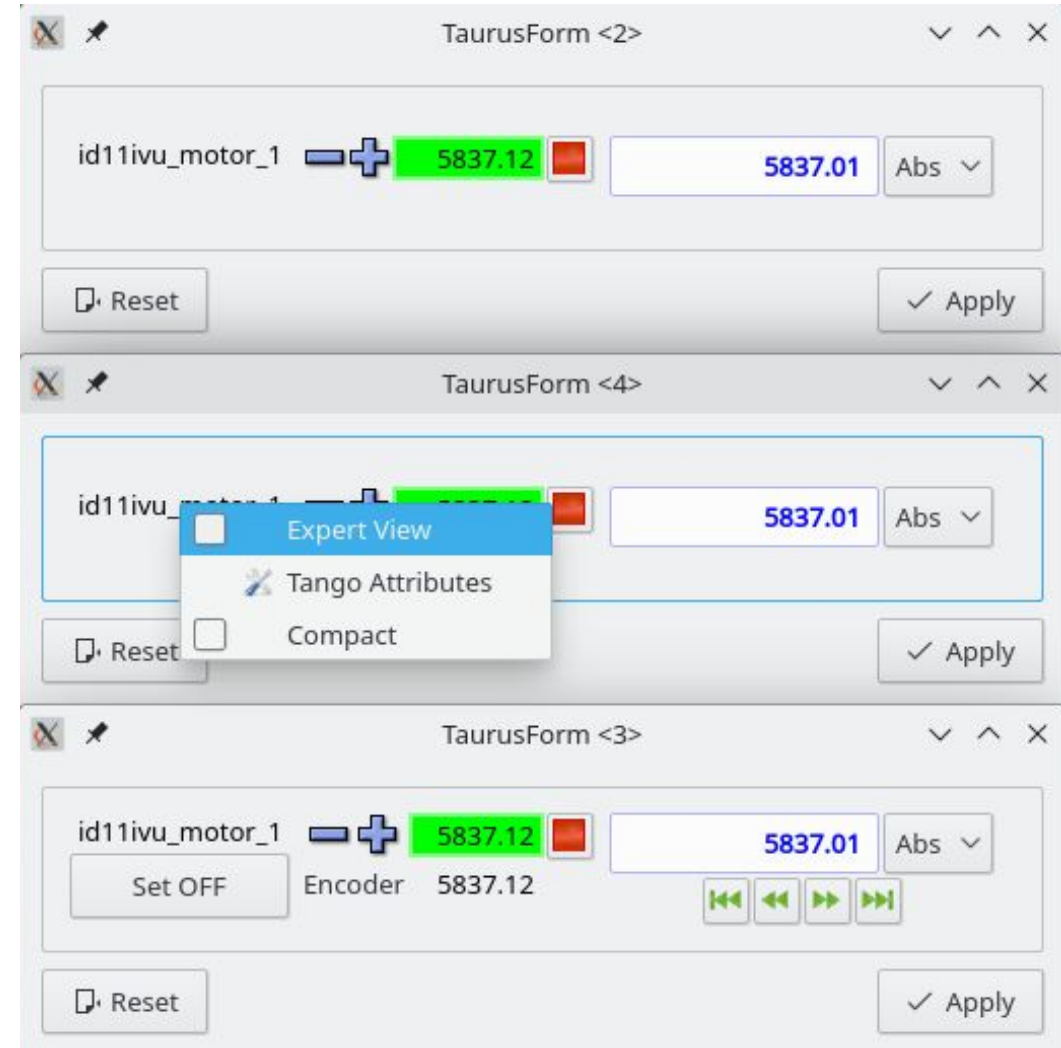 TaurusForm <2>
id11ivu_motor_1 5837.12 5837.01 Abs
Reset Apply
TaurusForm <4>
5837.01 Abs
Expert View
Tango Attributes
Compact
Reset Apply
TaurusForm <3>
id11ivu_motor_1 5837.12 5837.01 Abs
Set OFF Encoder 5837.12
Reset Apply